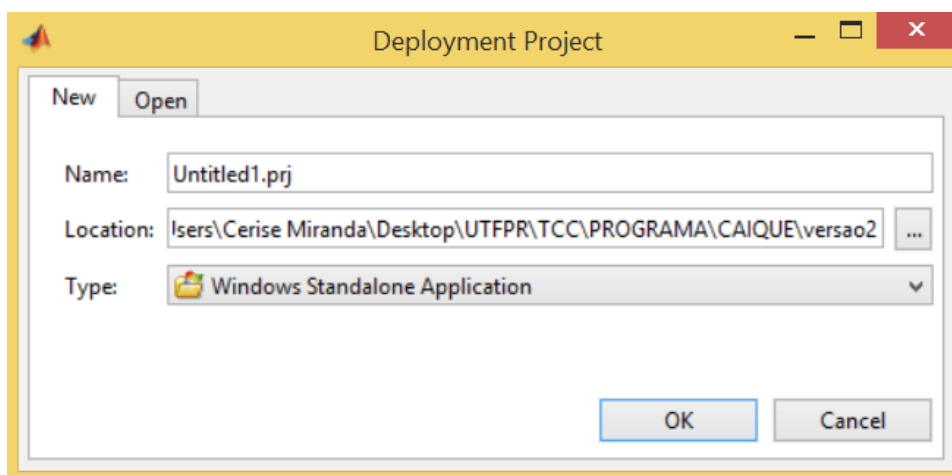 Deployment Project
New Open
Name: Untitled1.prj
Location: Jsers\Cerise Miranda\Desktop\UTFPR\TCC\PROGRAMA\CAIQUE\versao2 ...
Type: Windows Standalone Application
OK Cancel